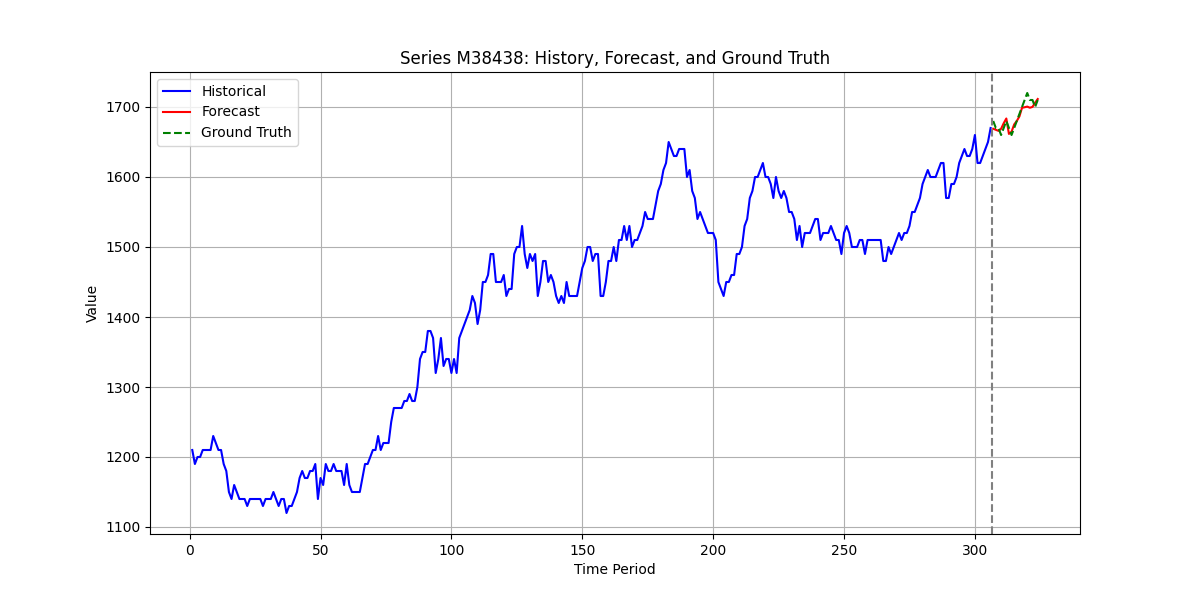 Series M38438: History, Forecast, and Ground Truth
Historical
Forecast
Ground Truth
1700
1600
1500
1400
1300
1200
1100
Value
0 50 100 150 200 250 300
Time Period